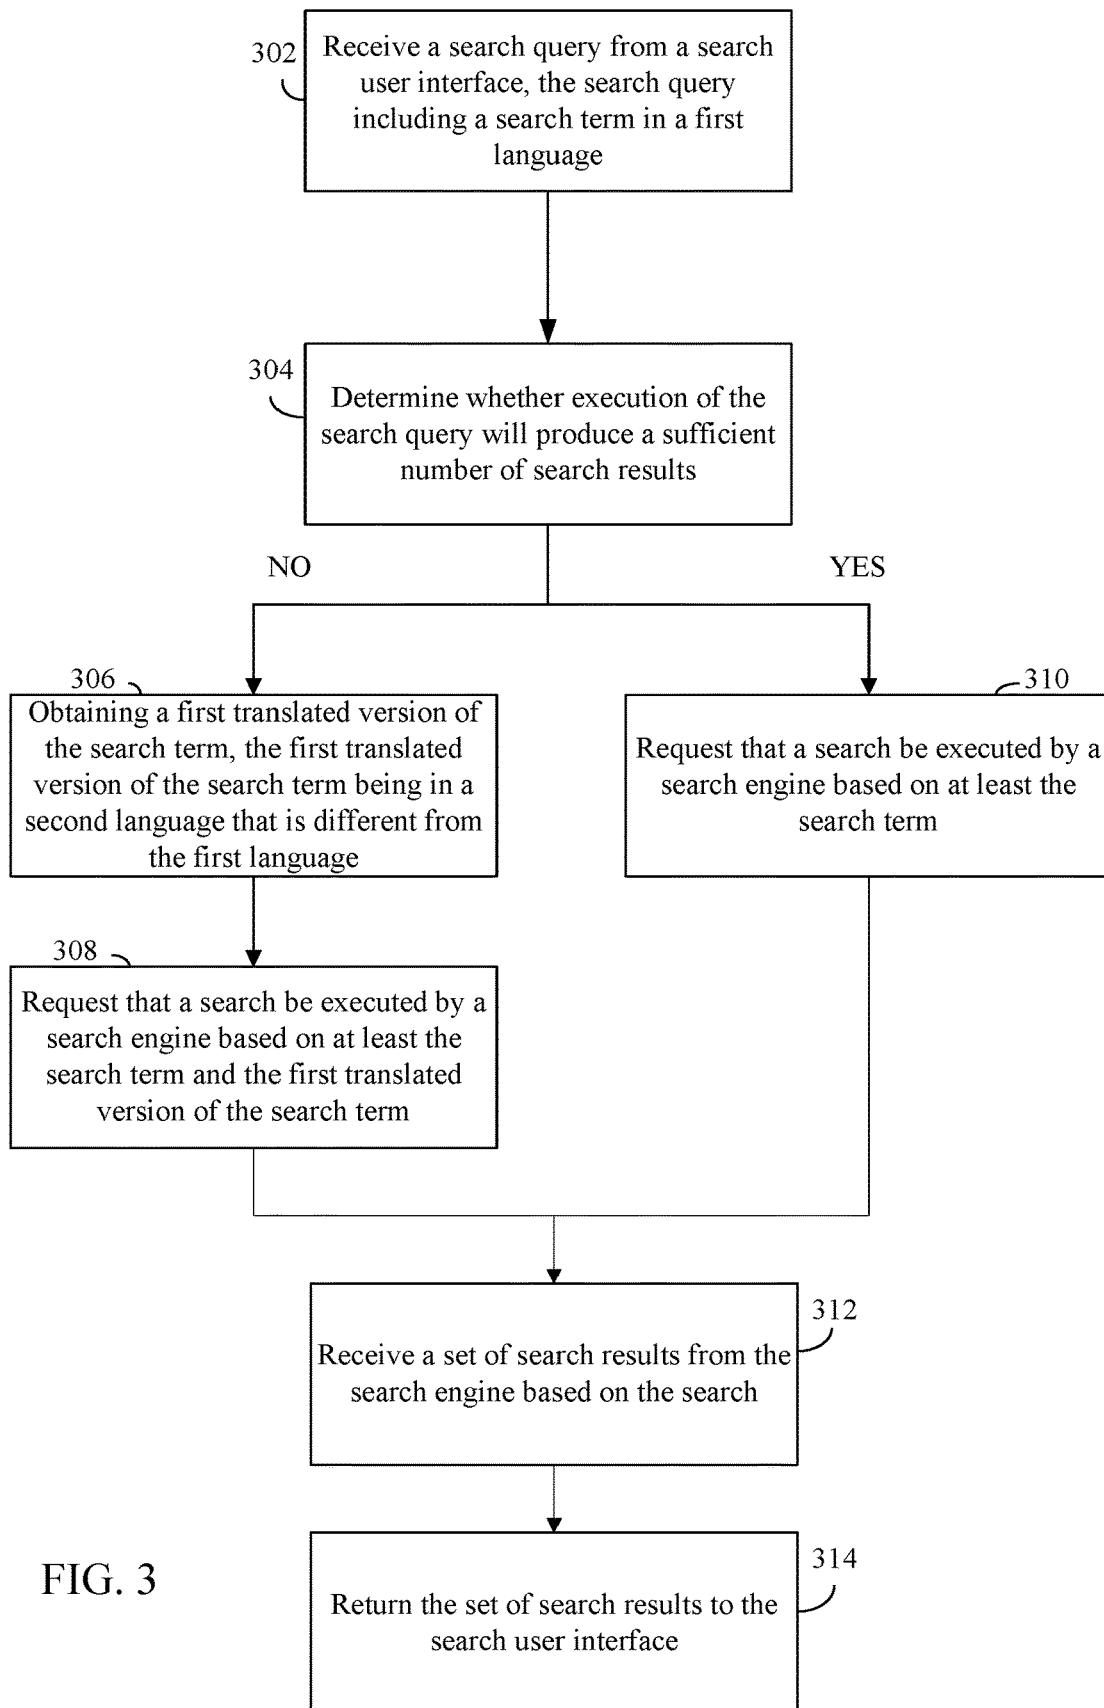 302
Receive a search query from a search
user interface, the search query
including a search term in a first
language
304
Determine whether execution of the
search query will produce a sufficient
number of search results
NO
YES
306
Obtaining a first translated version of
the search term, the first translated
version of the search term being in a
second language that is different from
the first language
310
Request that a search be executed by a
search engine based on at least the
search term
308
Request that a search be executed by a
search engine based on at least the
search term and the first translated
version of the search term
312
Receive a set of search results from the
search engine based on the search
314
Return the set of search results to the
search user interface
FIG. 3